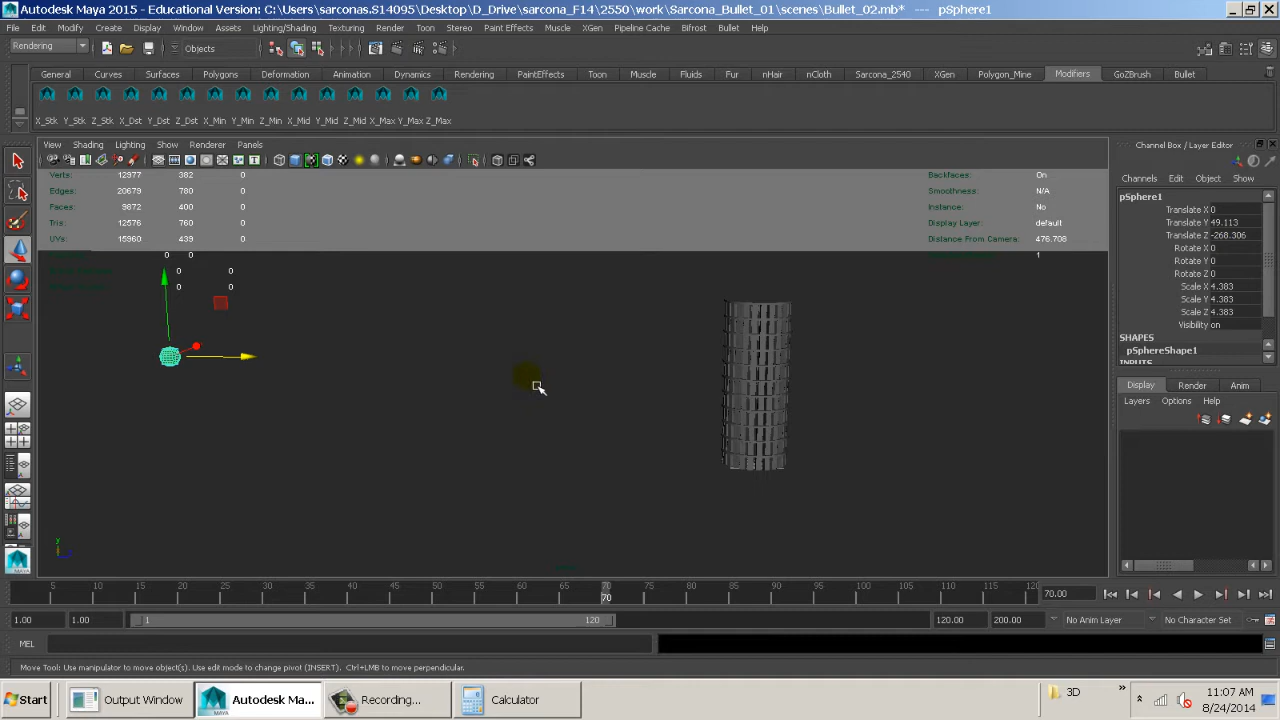 Autodesk Maya 2015 - Educational Version: C:\Users\sarconas.S14095\Desktop\D_Drive\sarcona_F14\2550\work\Sarcona_Bullet_01\scenes\Bullet_02.mb* --- pSphere1
File Edit Modify Create Display Window Assets Lighting/Shading Texturing Render Toon Stereo Paint Effects Muscle XGen Pipeline Cache Bifrost Bullet Help
Rendering Objects
General Curves Surfaces Polygons Deformation Animation Dynamics Rendering PaintEffects Toon Muscle Fluids Fur nHair nCloth Sarcona_2540 XGen Polygon_Mine Modifiers GoZBrush Bullet
X_Stk Y_Stk Z_Stk X_Dst Y_Dst Z_Dst X_Min Y_Min Z_Min X_Mid Y_Mid Z_Mid X_Max Y_Max Z_Max
View Shading Lighting Show Renderer Panels
Channel Box / Layer Editor
Channels Edit Object Show
Verts: 12977 382 0
Edges: 20679 780 0
Faces: 9872 400 0
Tris: 12576 760 0
UVs: 15960 439 0
0 0
0 0
0 0
Backfaces: On
Smoothness: N/A
Instance: No
Display Layer: default
Distance From Camera: 476.708
1
pSphere1
Translate X 0
Translate Y 49.113
Translate Z -268.306
Rotate X 0
Rotate Y 0
Rotate Z 0
Scale X 4.383
Scale Y 4.383
Scale Z 4.383
Visibility on
SHAPES
pSphereShape1
INPUTS
Display Render Anim
Layers Options Help
y
5 10 15 20 25 30 35 40 45 50 55 60 65 70 75 80 85 90 95 100 105 110 115 120
70
70.00
1.00 1.00 1 120 120.00 200.00 No Anim Layer No Character Set
MEL
Move Tool: Use manipulator to move object(s). Use edit mode to change pivot (INSERT). Ctrl+LMB to move perpendicular.
Start Output Window Autodesk Ma... Recording... Calculator 3D » 11:07 AM
8/24/2014